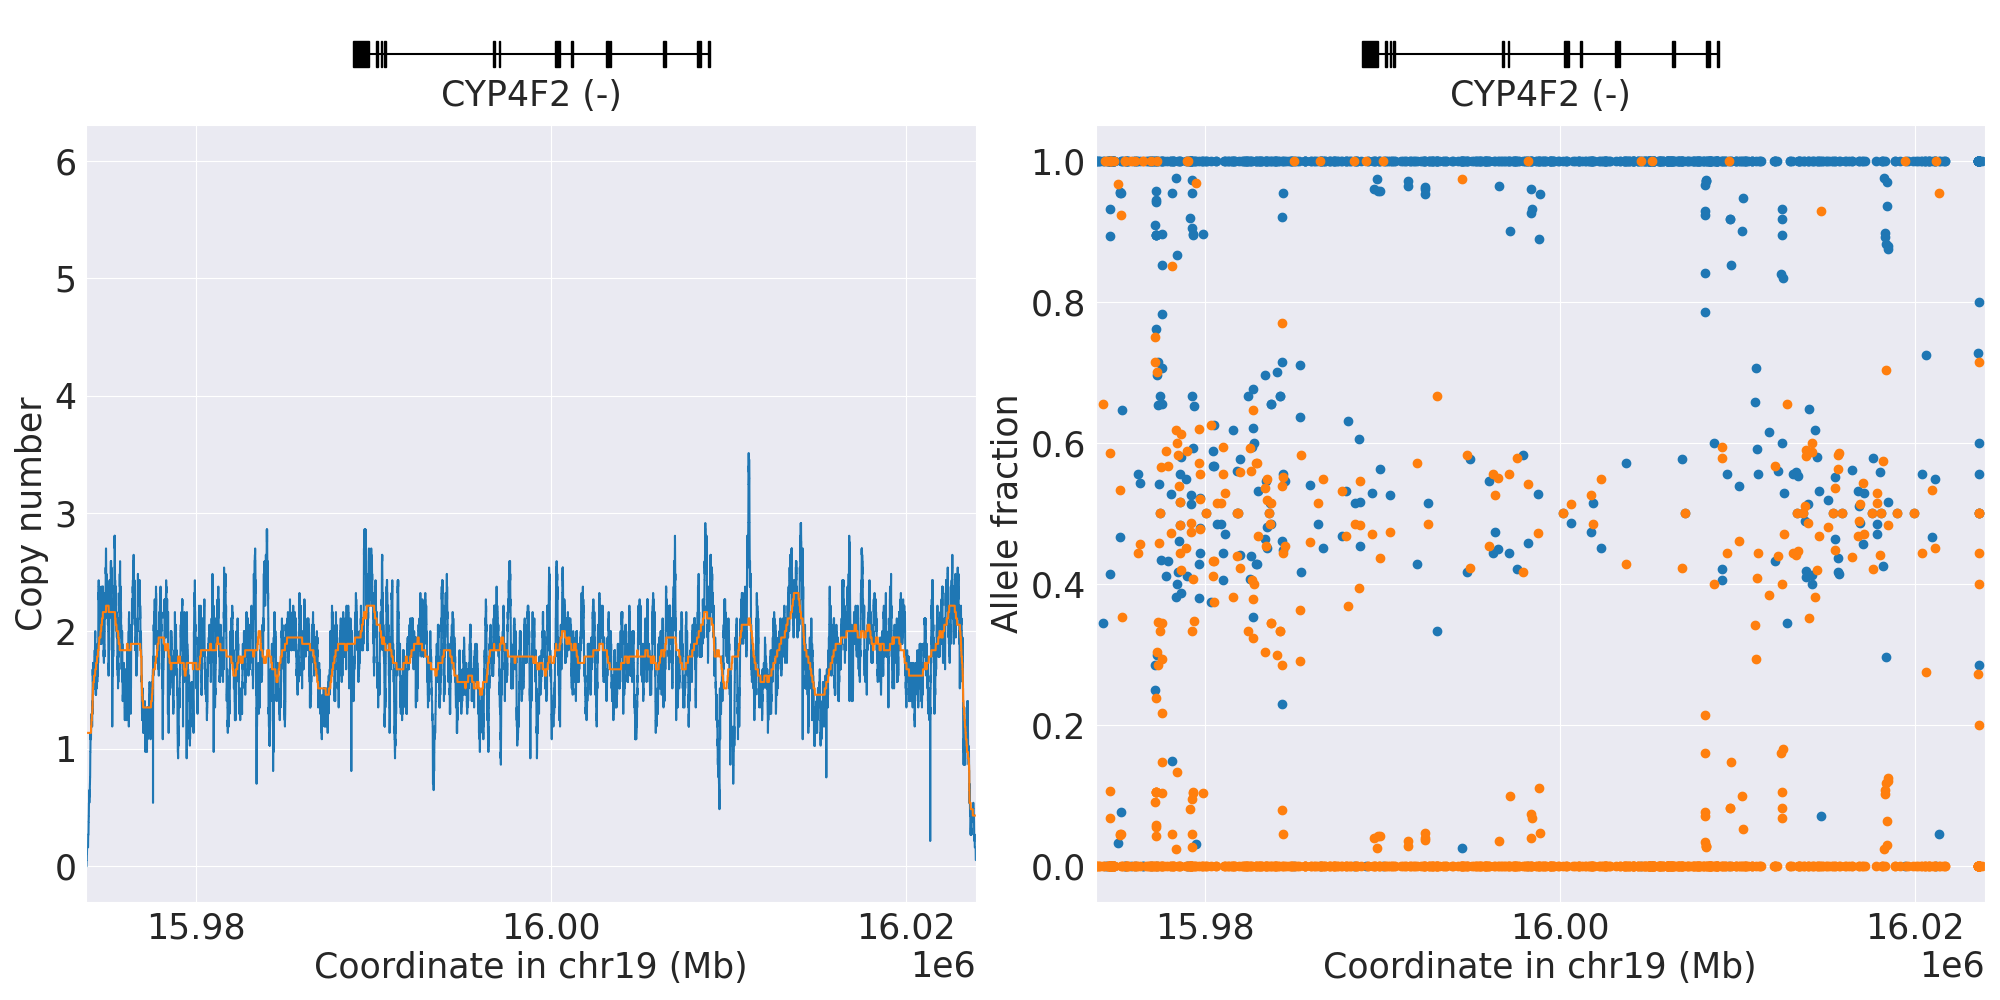 CYP4F2 (-)
6
5
4
3
2
1
0
Copy number
15.98
16.00
16.02
Coordinate in chr19 (Mb)
1e6
CYP4F2 (-)
1.0
0.8
0.6
0.4
0.2
0.0
Allele fraction
15.98
16.00
16.02
Coordinate in chr19 (Mb)
1e6